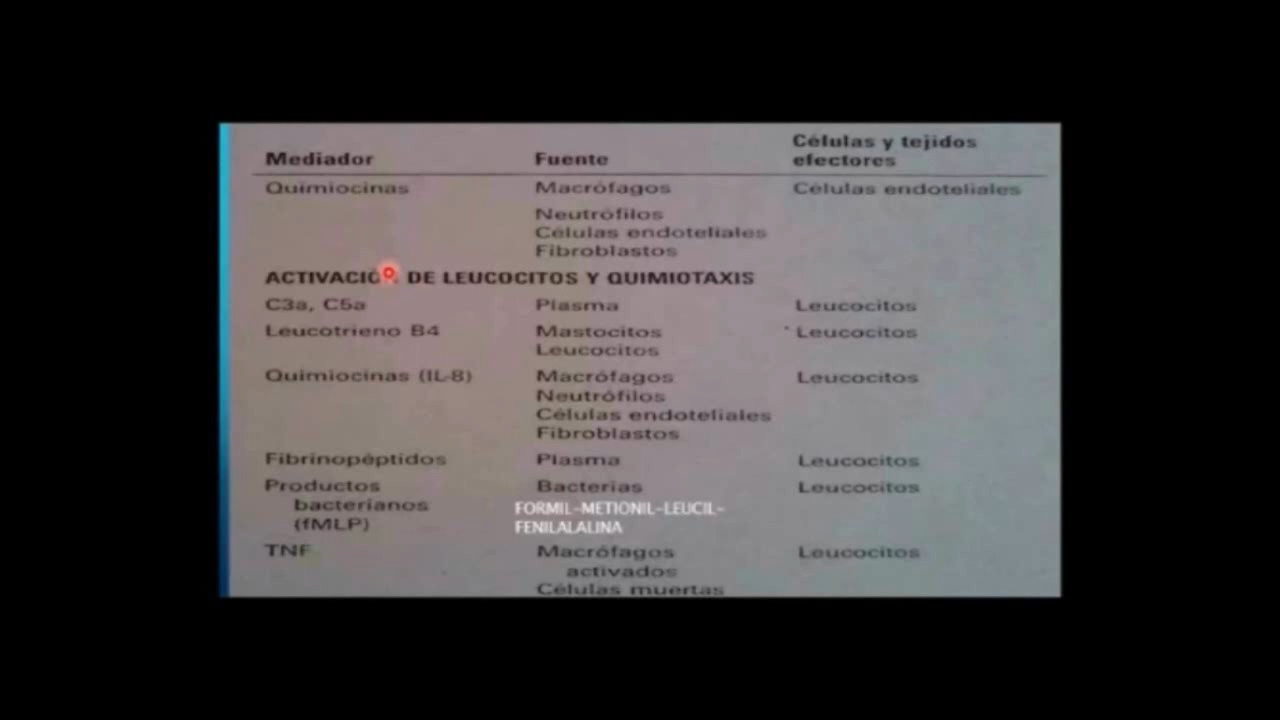 Mediador Fuente Células y tejidos
efectores
Quimiocinas Macrófagos Células endoteliales
Neutrófilos
Células endoteliales
Fibroblastos
ACTIVACIÓN DE LEUCOCITOS Y QUIMIOTAXIS
C3a, C5a Plasma Leucocitos
Leucotrieno B4 Mastocitos Leucocitos
Leucocitos
Quimiocinas (IL-8) Macrófagos Leucocitos
Neutrófilos
Células endoteliales
Fibroblastos
Fibrinopéptidos Plasma Leucocitos
Productos Bacterias Leucocitos
bacterianos
(fMLP)
FORMIL-METIONIL-LEUCIL-
FENILALALINA
TNF Macrófagos Leucocitos
activados
Células muertas